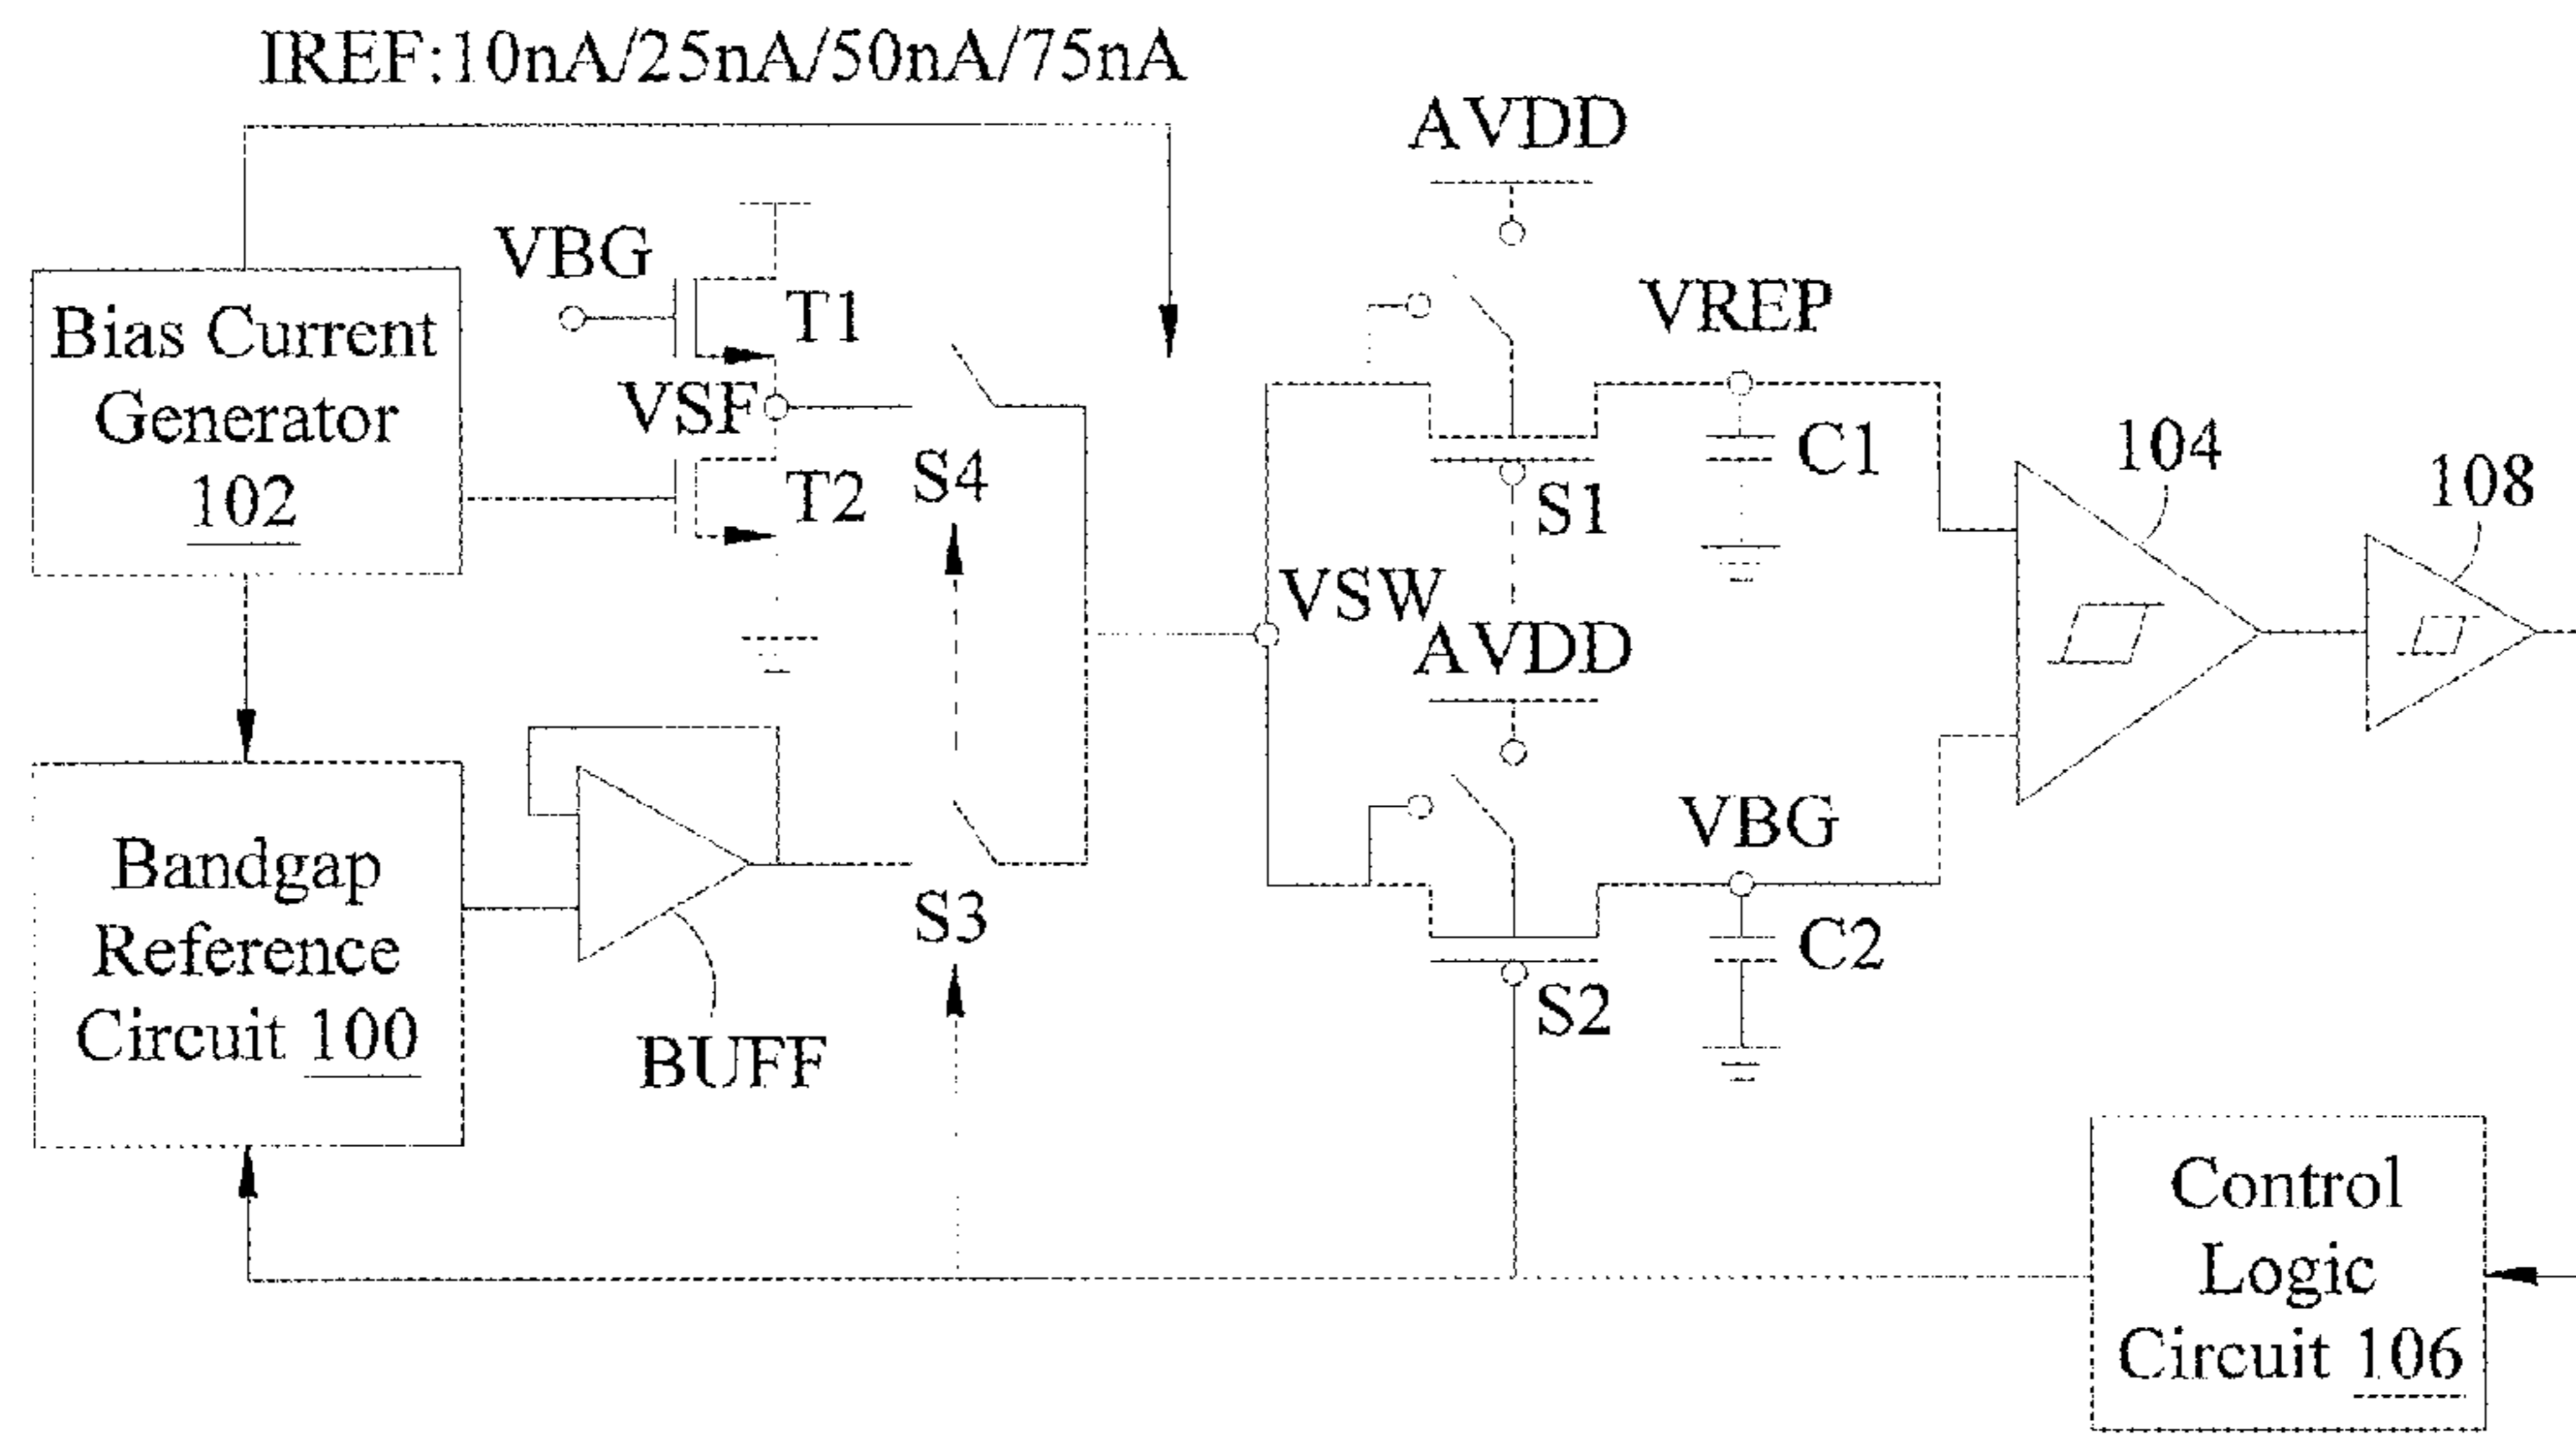 IREF:10nA/25nA/50nA/75nA
AVDD
VBG
T1
VREP
Bias Current
Generator
102
VSF
C1
104
T2
S4
S1
108
VSW
AVDD
VBG
Bandgap
Reference
Circuit 100
S3
C2
S2
BUFF
Control
Logic
Circuit 106